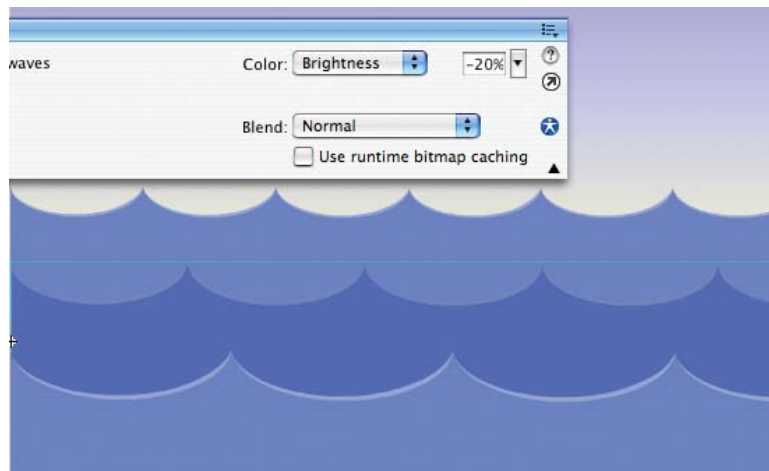 waves Color: Brightness -20%
Blend: Normal
Use runtime bitmap caching